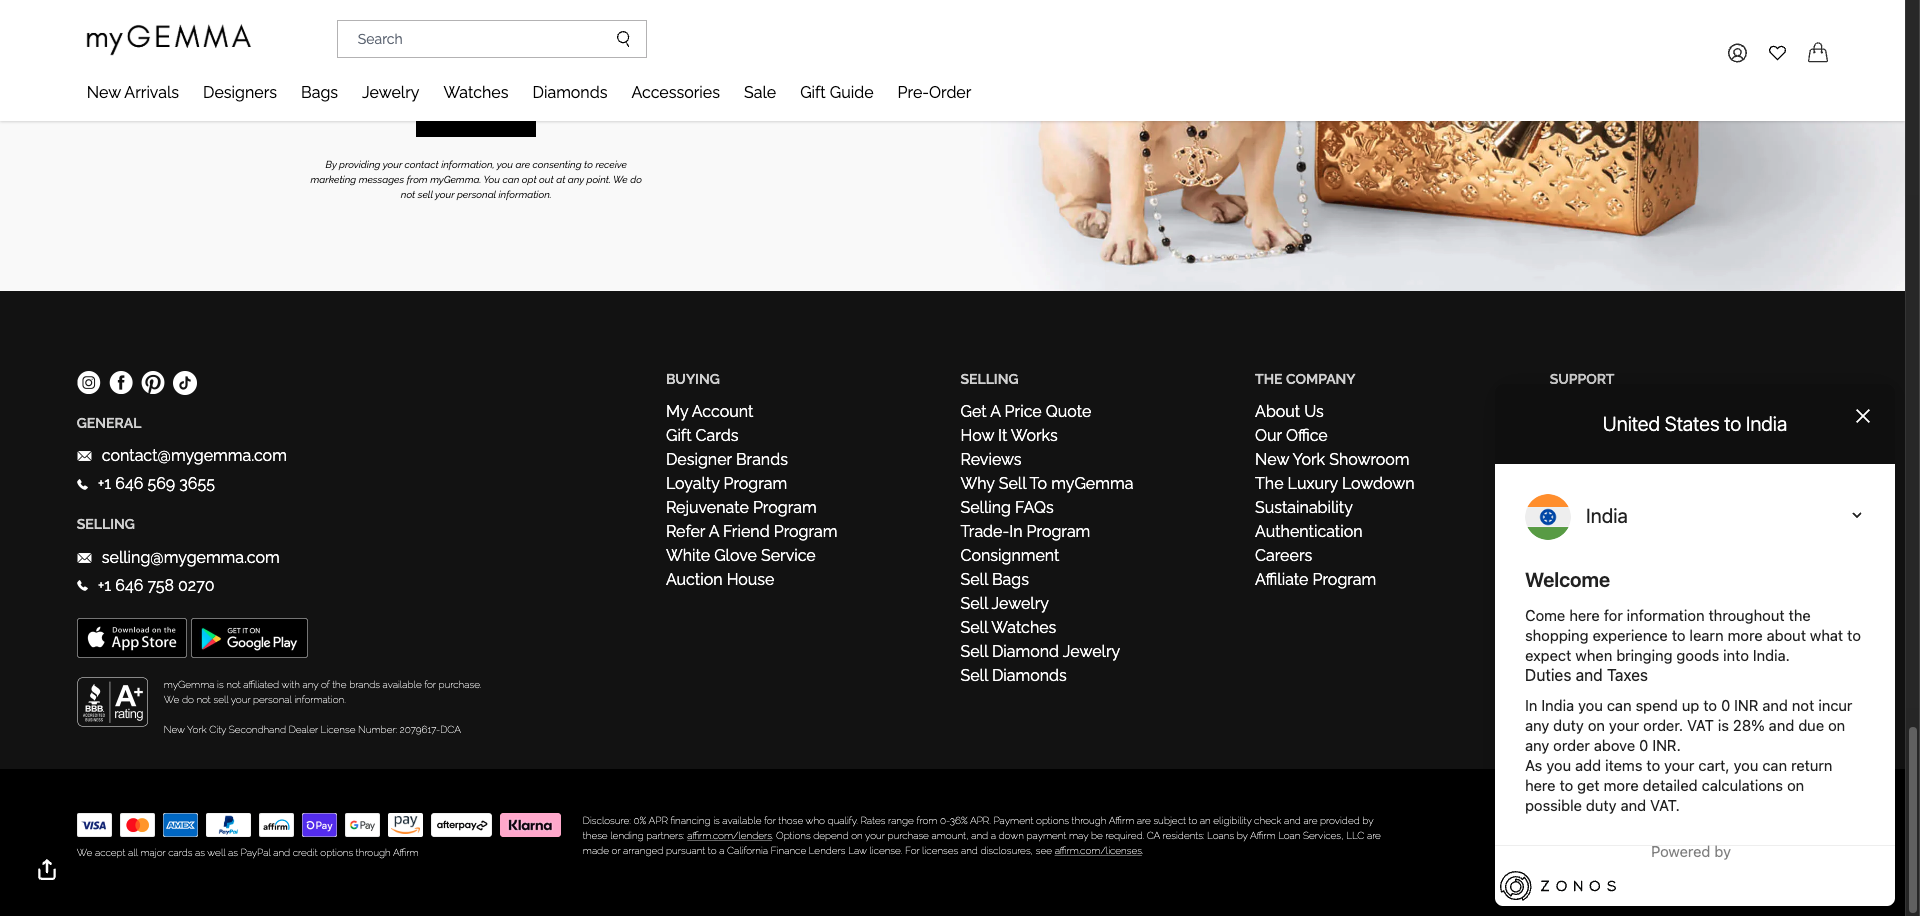 myGEMMA
Search
New Arrivals
Designers
Bags
Jewelry
Watches
Diamonds
Accessories
Sale
Gift Guide
Pre-Order
By providing your contact information, you are consenting to receive
marketing messages from myGemma. You can opt out at any point. We do
not sell your personal information.
GENERAL
contact@mygemma.com
+1 646 569 3655
SELLING
selling@mygemma.com
+1 646 758 0270
Download on the
App Store
GET IT ON
Google Play
BBB.
ACCREDITED
BUSINESS
A+
rating
myGemma is not affiliated with any of the brands available for purchase.
We do not sell your personal information.
New York City Secondhand Dealer License Number: 2079617-DCA
BUYING
My Account
Gift Cards
Designer Brands
Loyalty Program
Rejuvenate Program
Refer A Friend Program
White Glove Service
Auction House
SELLING
Get A Price Quote
How It Works
Reviews
Why Sell To myGemma
Selling FAQs
Trade-In Program
Consignment
Sell Bags
Sell Jewelry
Sell Watches
Sell Diamond Jewelry
Sell Diamonds
THE COMPANY
About Us
Our Office
New York Showroom
The Luxury Lowdown
Sustainability
Authentication
Careers
Affiliate Program
SUPPORT
United States to India
India
Welcome
Come here for information throughout the
shopping experience to learn more about what to
expect when bringing goods into India.
Duties and Taxes
In India you can spend up to 0 INR and not incur
any duty on your order. VAT is 28% and due on
any order above 0 INR.
As you add items to your cart, you can return
here to get more detailed calculations on
possible duty and VAT.
Powered by
ZONOS
VISA
AMEX
PayPal
affirm
Pay
G Pay
pay
afterpay
Klarna
We accept all major cards as well as PayPal and credit options through Affirm
Disclosure: 0% APR financing is available for those who qualify. Rates range from 0-36% APR. Payment options through Affirm are subject to an eligibility check and are provided by
these lending partners: affirm.com/lenders. Options depend on your purchase amount, and a down payment may be required. CA residents: Loans by Affirm Loan Services, LLC are
made or arranged pursuant to a California Finance Lenders Law license. For licenses and disclosures, see affirm.com/licenses.